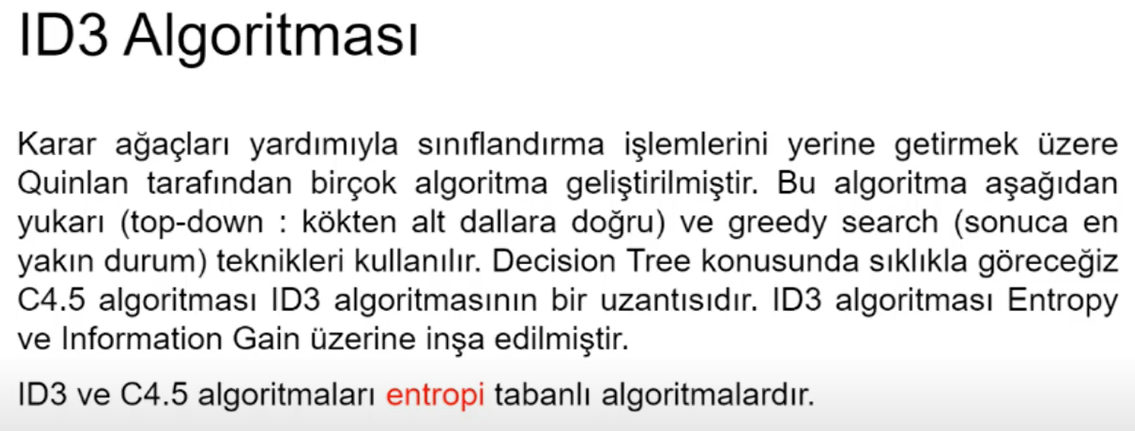 ID3 Algoritması
Karar ağaçları yardımıyla sınıflandırma işlemlerini yerine getirmek üzere
Quinlan tarafından birçok algoritma geliştirilmiştir. Bu algoritma aşağıdan
yukarı (top-down : kökten alt dallara doğru) ve greedy search (sonuca en
yakın durum) teknikleri kullanılır. Decision Tree konusunda sıklıkla göreceğiz
C4.5 algoritması ID3 algoritmasının bir uzantısıdır. ID3 algoritması Entropy
ve Information Gain üzerine inşa edilmiştir.
ID3 ve C4.5 algoritmaları entropi tabanlı algoritmalardır.